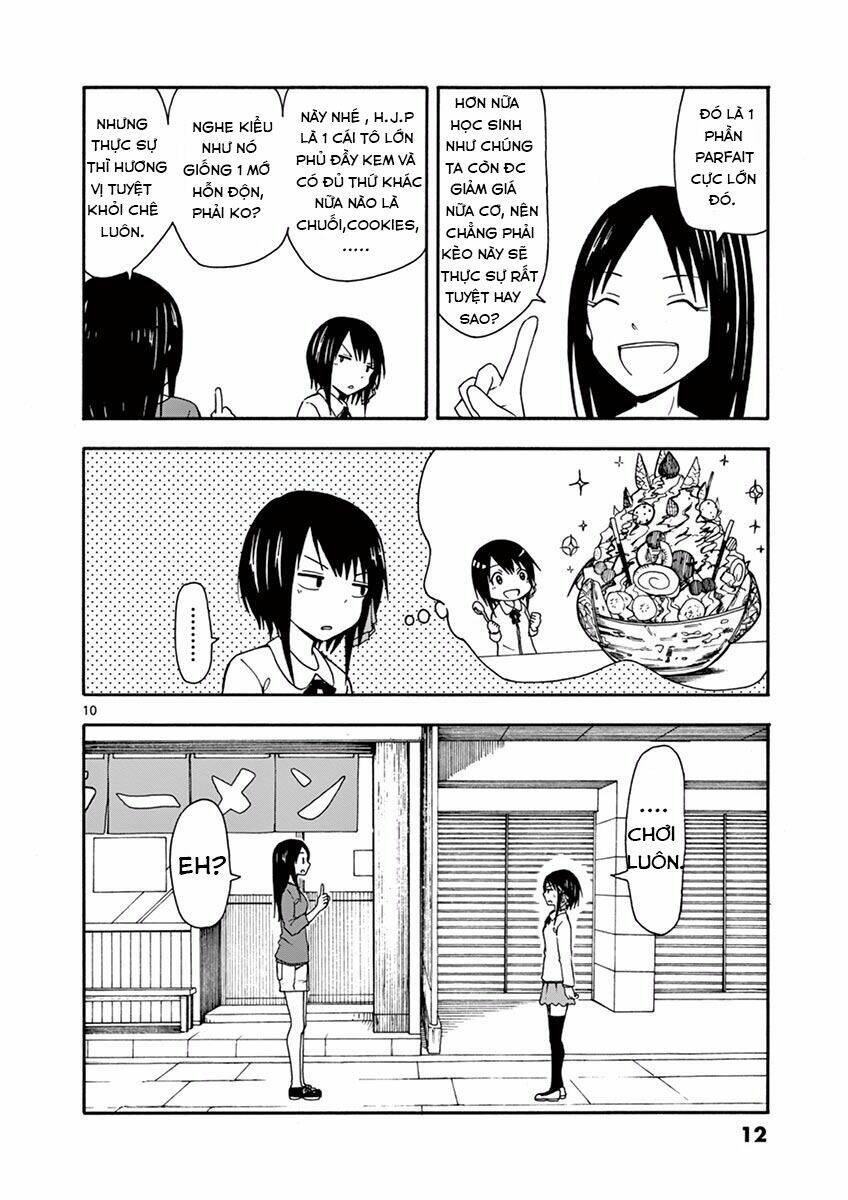 ĐÓ LÀ 1
PHẦN
PARFAIT
CỰC LỚN
ĐÓ.
HƠN NỮA
HỌC SINH
NHƯ CHÚNG
TA CÒN ĐC
GIẢM GIÁ
NỮA CƠ, NÊN
CHẲNG PHẢI
KÈO NÀY SẼ
THỰC SỰ RẤT
TUYỆT HAY
SAO?
NÀY NHÉ , H.J.P
LÀ 1 CÁI TÔ LỚN
PHỦ ĐẦY KEM VÀ
CÓ ĐỦ THỨ KHÁC
NỮA NÀO LÀ
CHUỐI,COOKIES,
.....
NGHE KIỂU
NHƯ NÓ
GIỐNG 1 MỚ
HỖN ĐỘN,
PHẢI KO?
NHƯNG
THỰC SỰ
THÌ HƯƠNG
VỊ TUYỆT
KHỎI CHÊ
LUÔN.
.........
10
....
CHƠI
LUÔN.
EH?
ラーメン
12